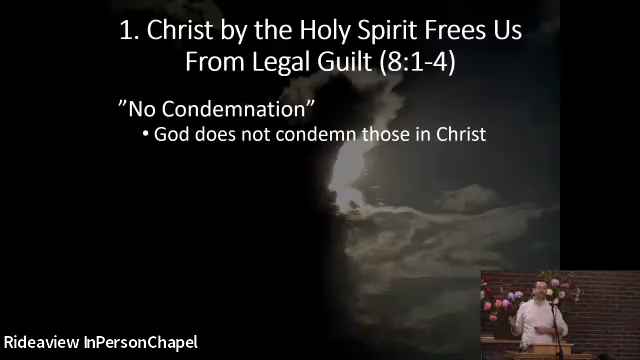 1. Christ by the Holy Spirit Frees Us
From Legal Guilt (8:1-4)
”No Condemnation”
• God does not condemn those in Christ
Rideaview InPersonChapel